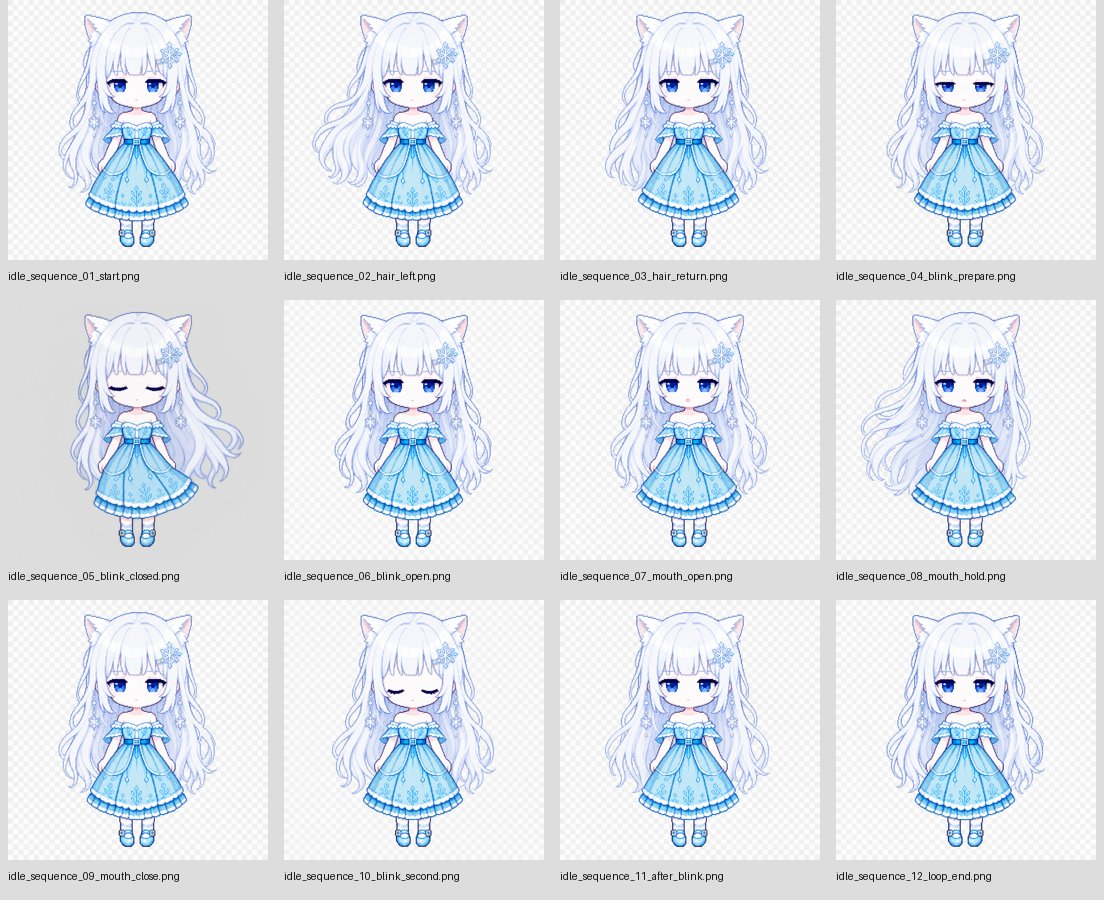 idle_sequence_01_start.png
idle_sequence_02_hair_left.png
idle_sequence_03_hair_return.png
idle_sequence_04_blink_prepare.png
idle_sequence_05_blink_closed.png
idle_sequence_06_blink_open.png
idle_sequence_07_mouth_open.png
idle_sequence_08_mouth_hold.png
idle_sequence_09_mouth_close.png
idle_sequence_10_blink_second.png
idle_sequence_11_after_blink.png
idle_sequence_12_loop_end.png